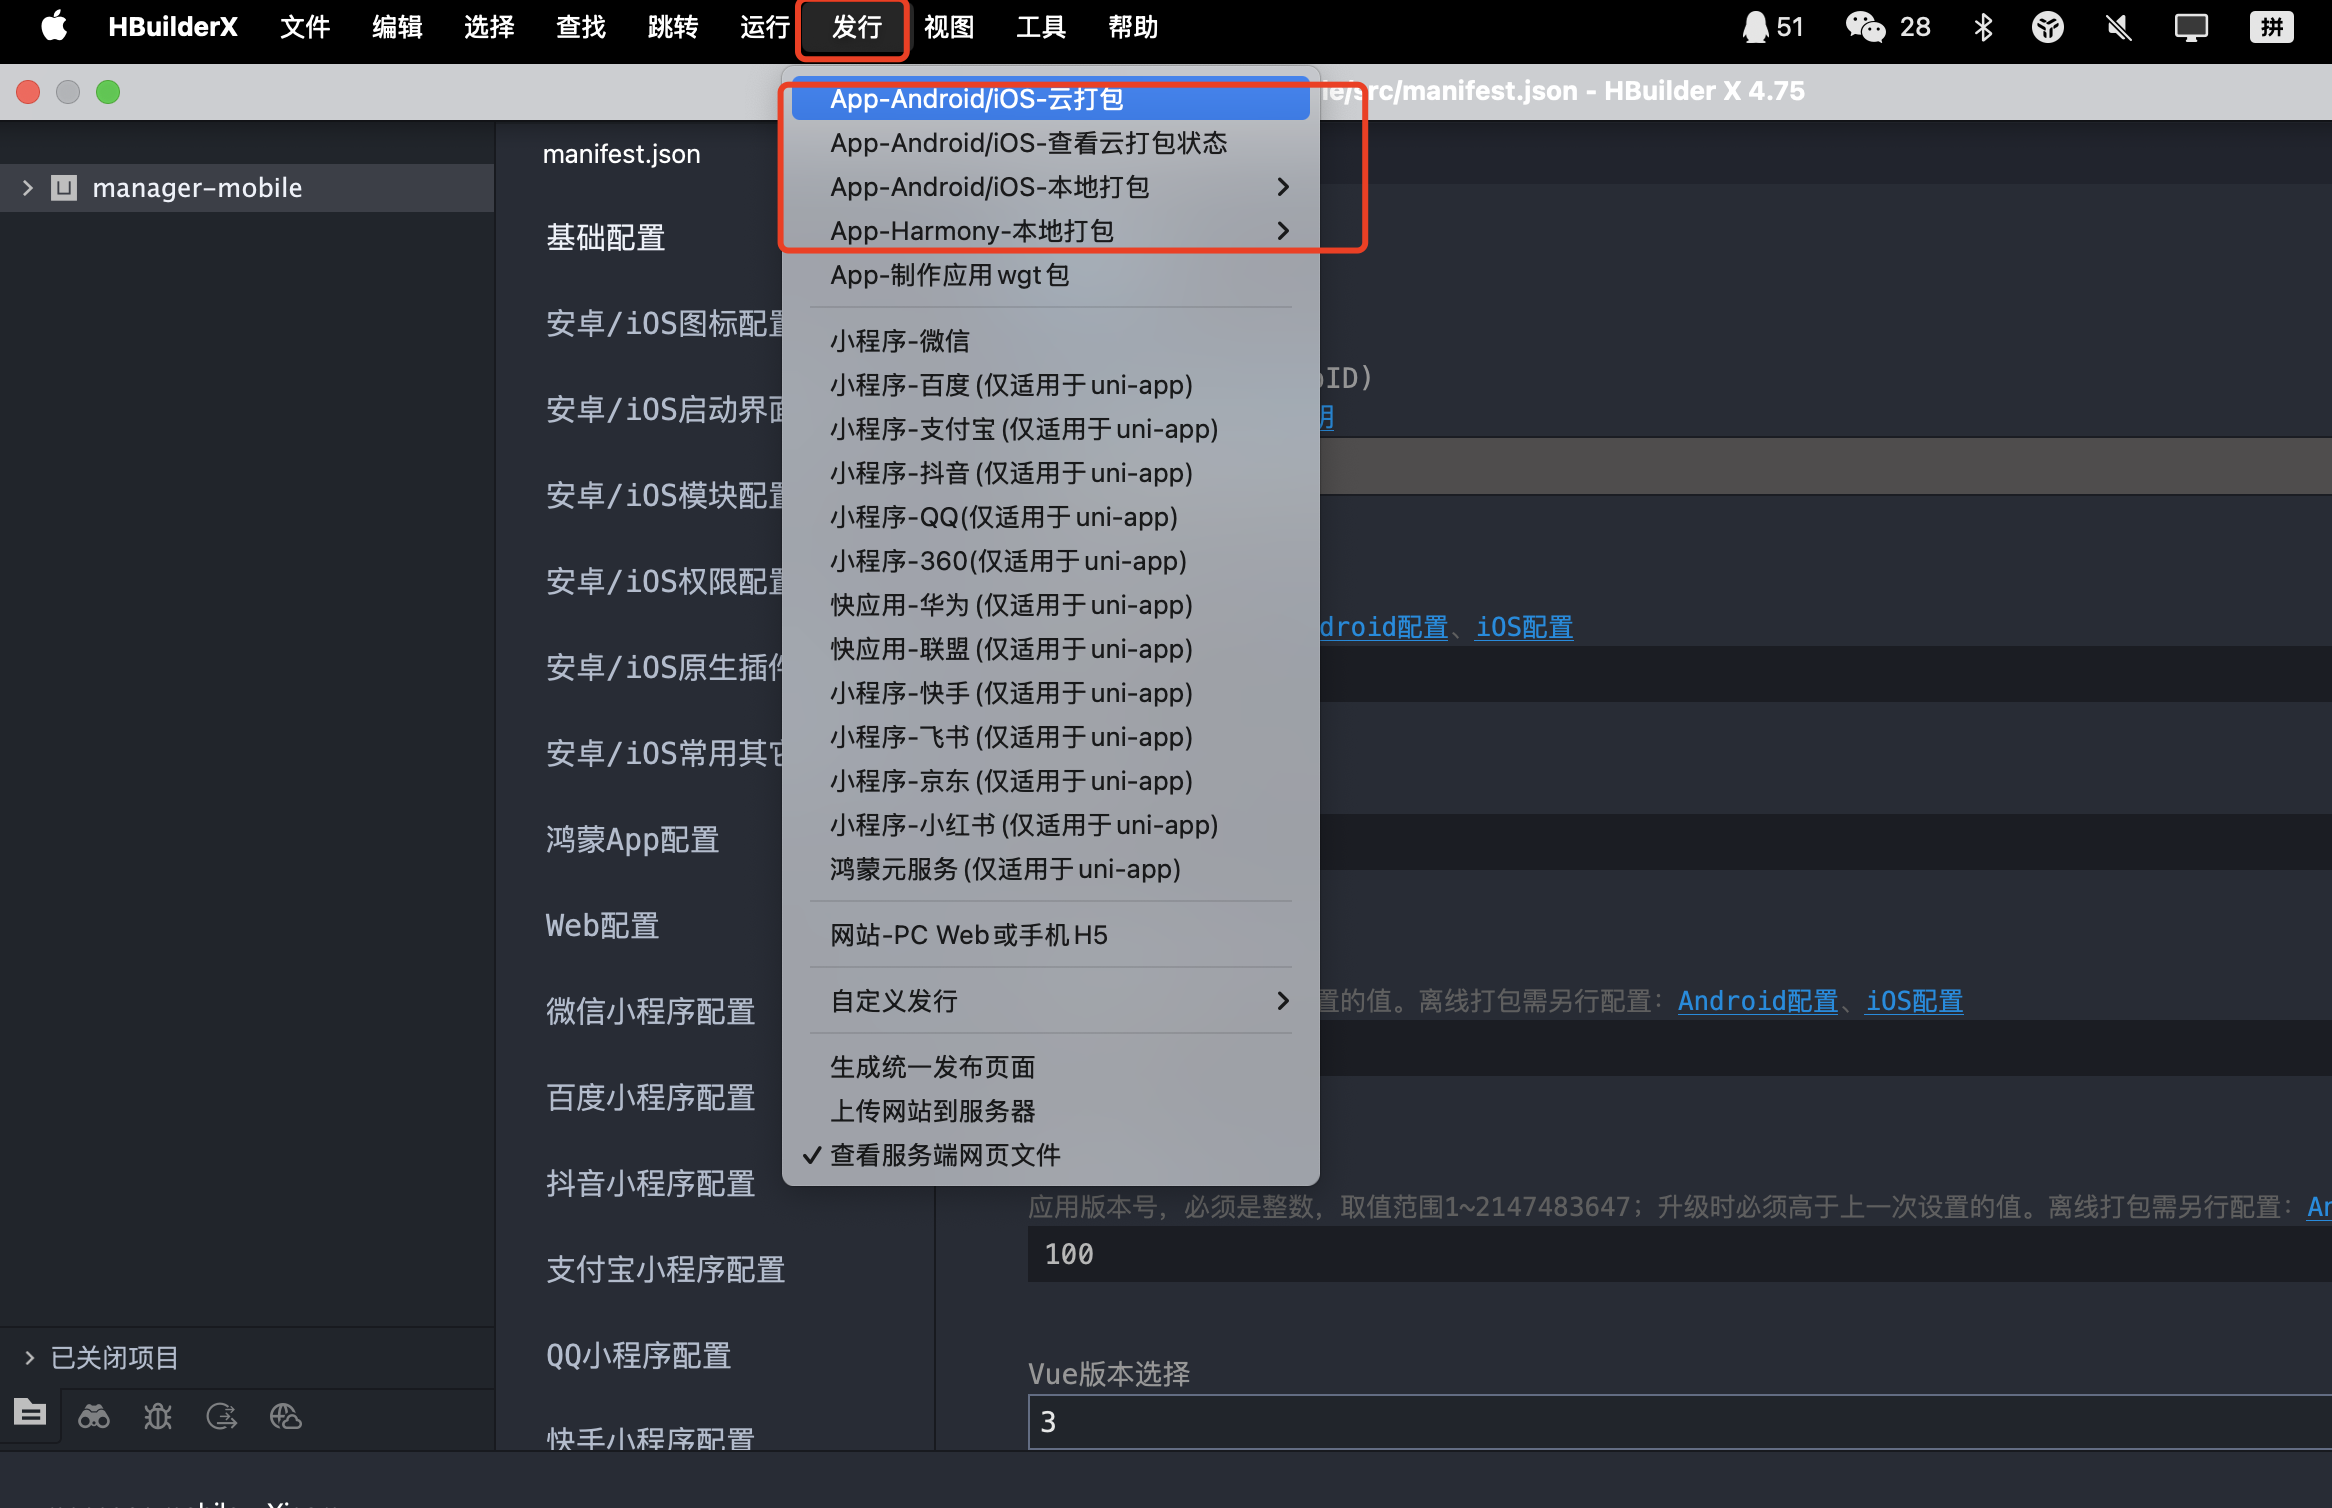 HBuilderX 文件 编辑 选择 查找 跳转 运行 发行 视图 工具 帮助 51 28 拼
le/src/manifest.json - HBuilder X 4.75
App-Android/iOS-云打包
App-Android/iOS-查看云打包状态
App-Android/iOS-本地打包
App-Harmony-本地打包
App-制作应用wgt包
小程序-微信
小程序-百度(仅适用于uni-app)
小程序-支付宝(仅适用于uni-app)
小程序-抖音(仅适用于uni-app)
小程序-QQ(仅适用于uni-app)
小程序-360(仅适用于uni-app)
快应用-华为(仅适用于uni-app)
快应用-联盟(仅适用于uni-app)
小程序-快手(仅适用于uni-app)
小程序-飞书(仅适用于uni-app)
小程序-京东(仅适用于uni-app)
小程序-小红书(仅适用于uni-app)
鸿蒙元服务(仅适用于uni-app)
网站-PC Web或手机H5
自定义发行
生成统一发布页面
上传网站到服务器
查看服务端网页文件
manager-mobile
已关闭项目
manifest.json
基础配置
安卓/iOS图标配置
安卓/iOS启动界面
安卓/iOS模块配置
安卓/iOS权限配置
安卓/iOS原生插件
安卓/iOS常用其它
鸿蒙App配置
Web配置
微信小程序配置
百度小程序配置
抖音小程序配置
支付宝小程序配置
QQ小程序配置
快手小程序配置
ID)
droid配置、iOS配置
置的值。离线打包需另行配置：Android配置、iOS配置
应用版本号，必须是整数，取值范围1~2147483647；升级时必须高于上一次设置的值。离线打包需另行配置：An
100
Vue版本选择
3